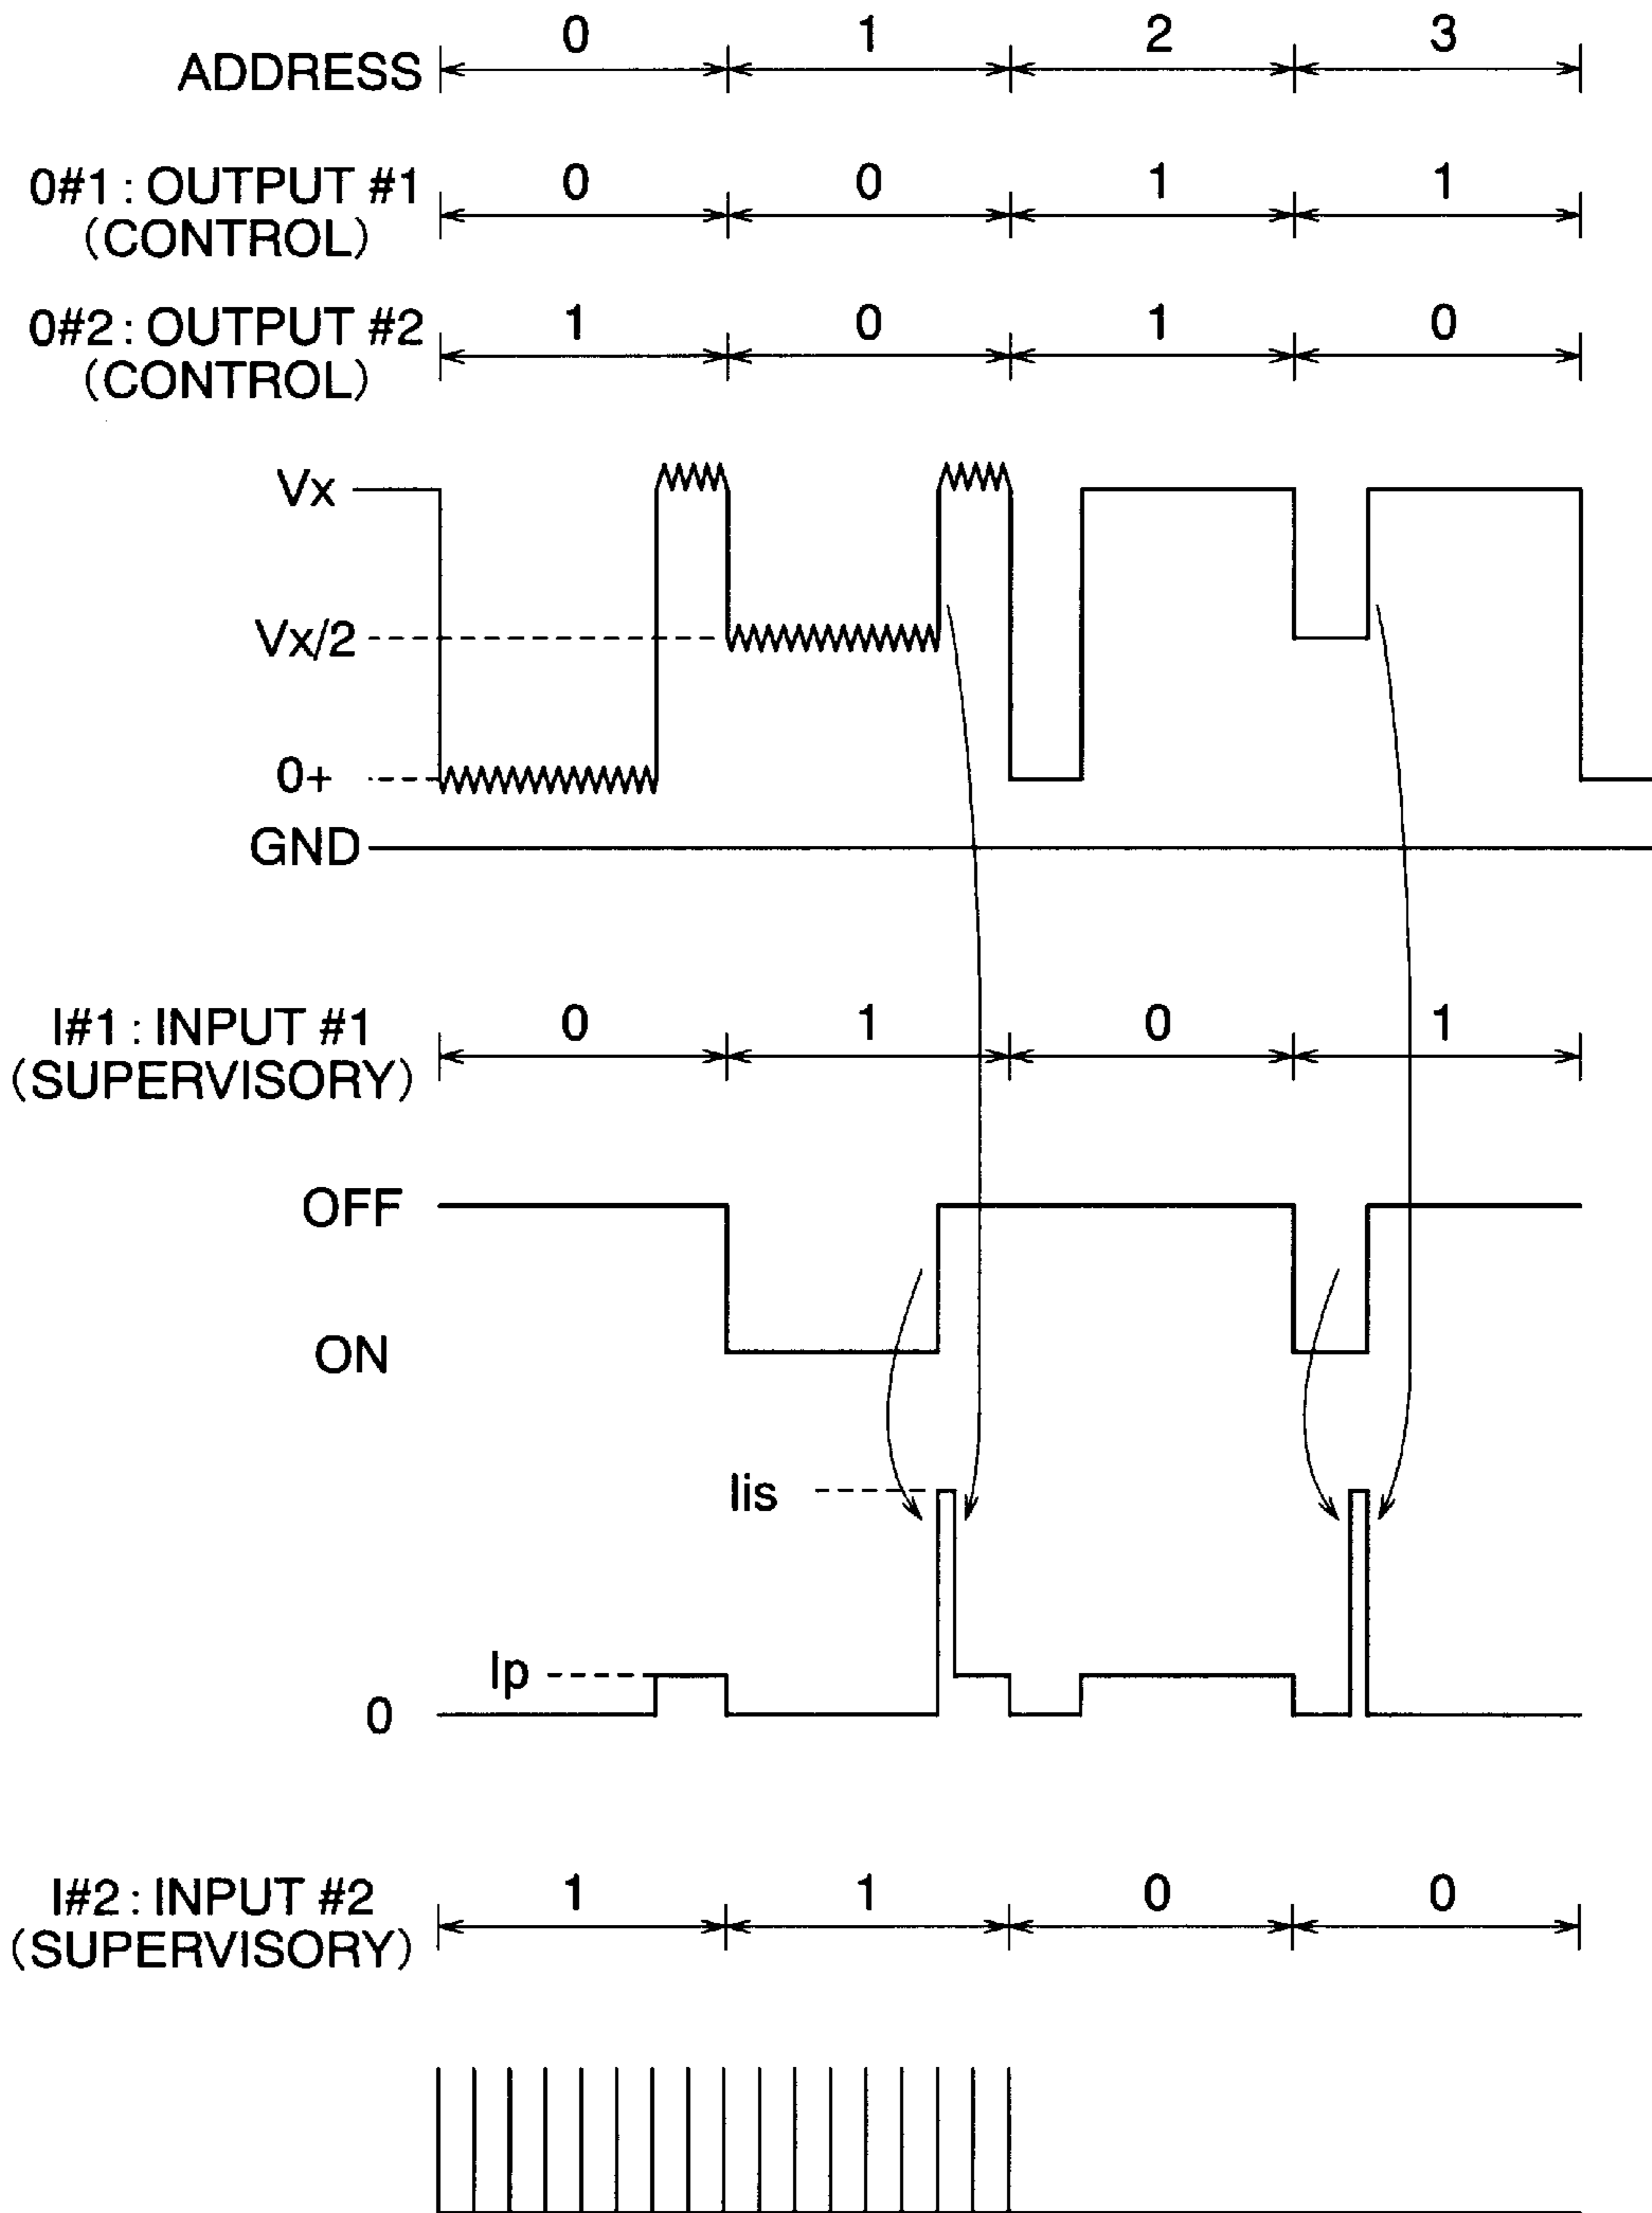 ADDRESS 0 1 2 3
0#1 : OUTPUT #1 0 0 1 1
(CONTROL)
0#2 : OUTPUT #2 1 0 1 0
(CONTROL)
Vx
Vx/2
0+
GND
I#1 : INPUT #1 0 1 0 1
(SUPERVISORY)
OFF
ON
Iis
Ip
0
I#2 : INPUT #2 1 1 0 0
(SUPERVISORY)